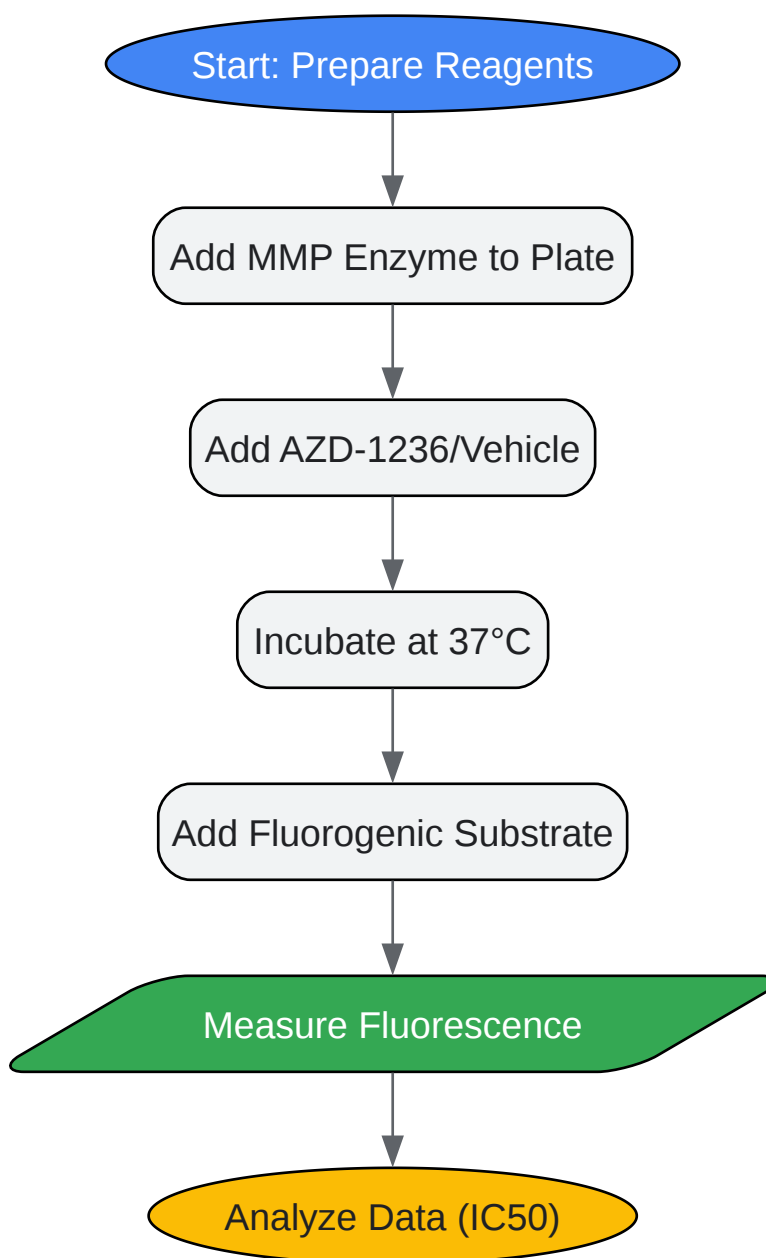 Start: Prepare Reagents
Add MMP Enzyme to Plate
Add AZD-1236/Vehicle
Incubate at 37°C
Add Fluorogenic Substrate
Measure Fluorescence
Analyze Data (IC50)